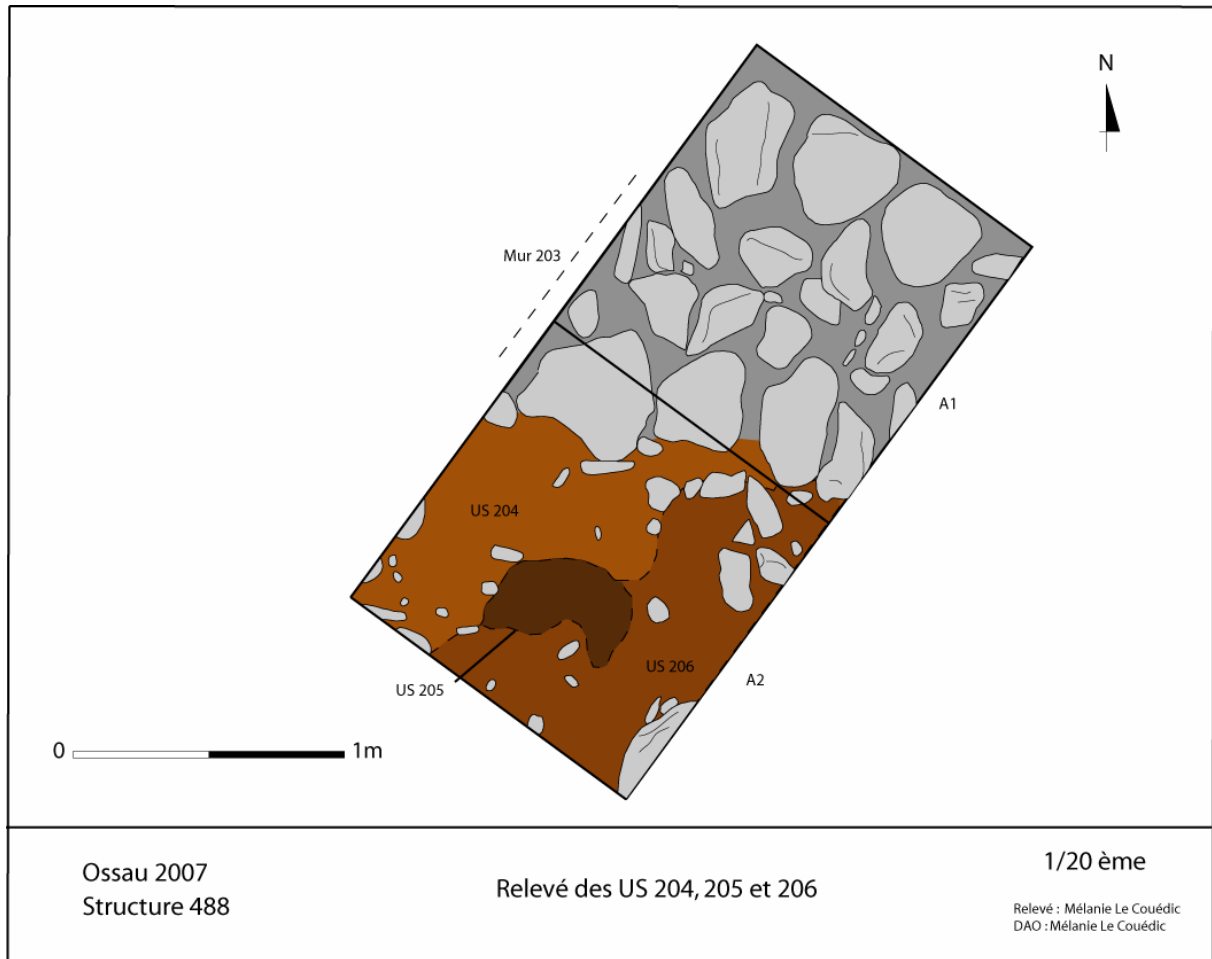 N
Mur 203
A1
US 204
US 206
A2
US 205
0 1m
Ossau 2007
Structure 488
Relevé des US 204, 205 et 206
1/20 ème
Relevé : Mélanie Le Couédic
DAO : Mélanie Le Couédic